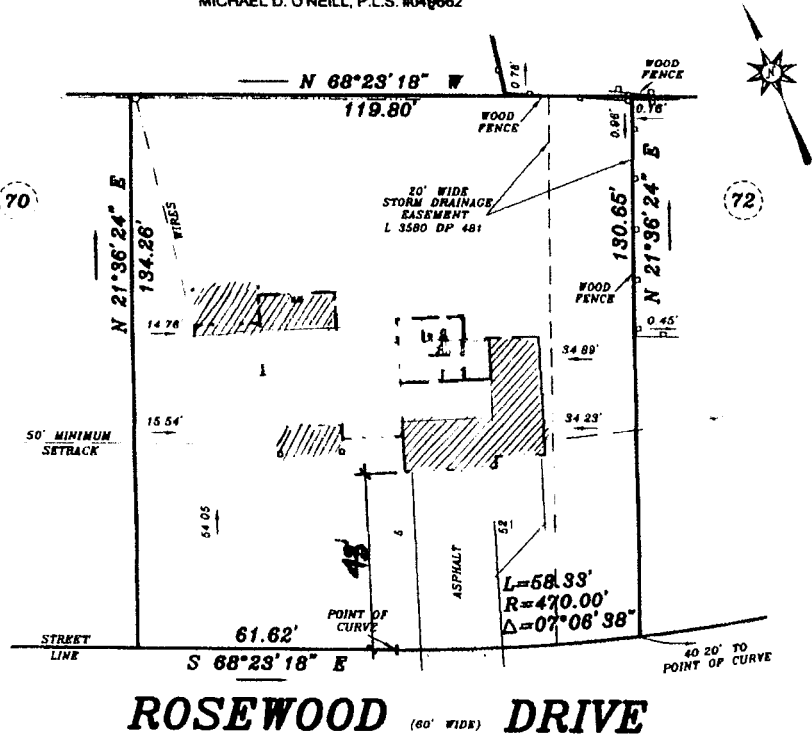 MICHAEL D. O'NEILL, P.L.S. #049662
N 68°23'18" W
119.80'
0.78'
WOOD
FENCE
WOOD
FENCE
0.76'
0.96'
N
70
72
N 21°36'24" E
134.26'
WIRES
20' WIDE
STORM DRAINAGE
EASEMENT
L 3580 DP 481
130.65'
N 21°36'24" E
WOOD
FENCE
0.45'
14.76'
34 89'
15 54'
34 23'
50' MINIMUM
SETBACK
54 05
48'
52
ASPHALT
L=58.33'
R=470.00'
Δ=07°06'38"
POINT OF
CURVE
STREET
LINE
61.62'
S 68°23'18" E
40 20' TO
POINT OF CURVE
ROSEWOOD (60' WIDE) DRIVE